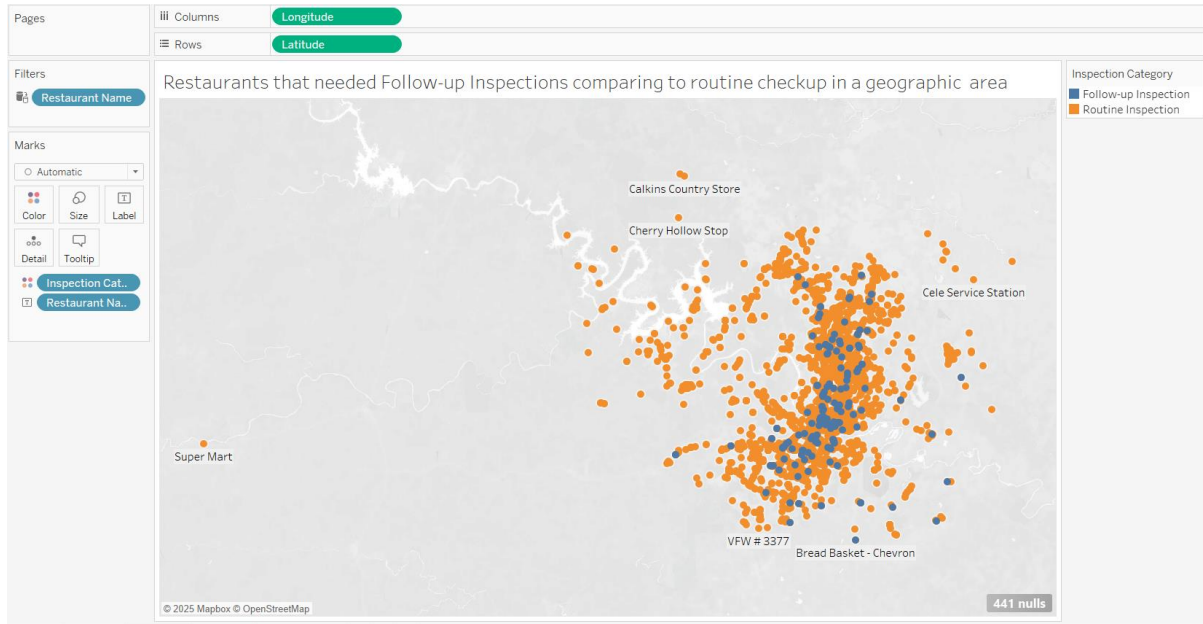 Pages
Columns
Longitude
Rows
Latitude
Filters
Restaurant Name
Marks
Automatic
Color
Size
Label
Detail
Tooltip
Inspection Cat..
Restaurant Na..
Restaurants that needed Follow-up Inspections comparing to routine checkup in a geographic area
Calkins Country Store
Cherry Hollow Stop
Cele Service Station
Super Mart
VFW # 3377
Bread Basket - Chevron
© 2025 Mapbox © OpenStreetMap
441 nulls
Inspection Category
Follow-up Inspection
Routine Inspection